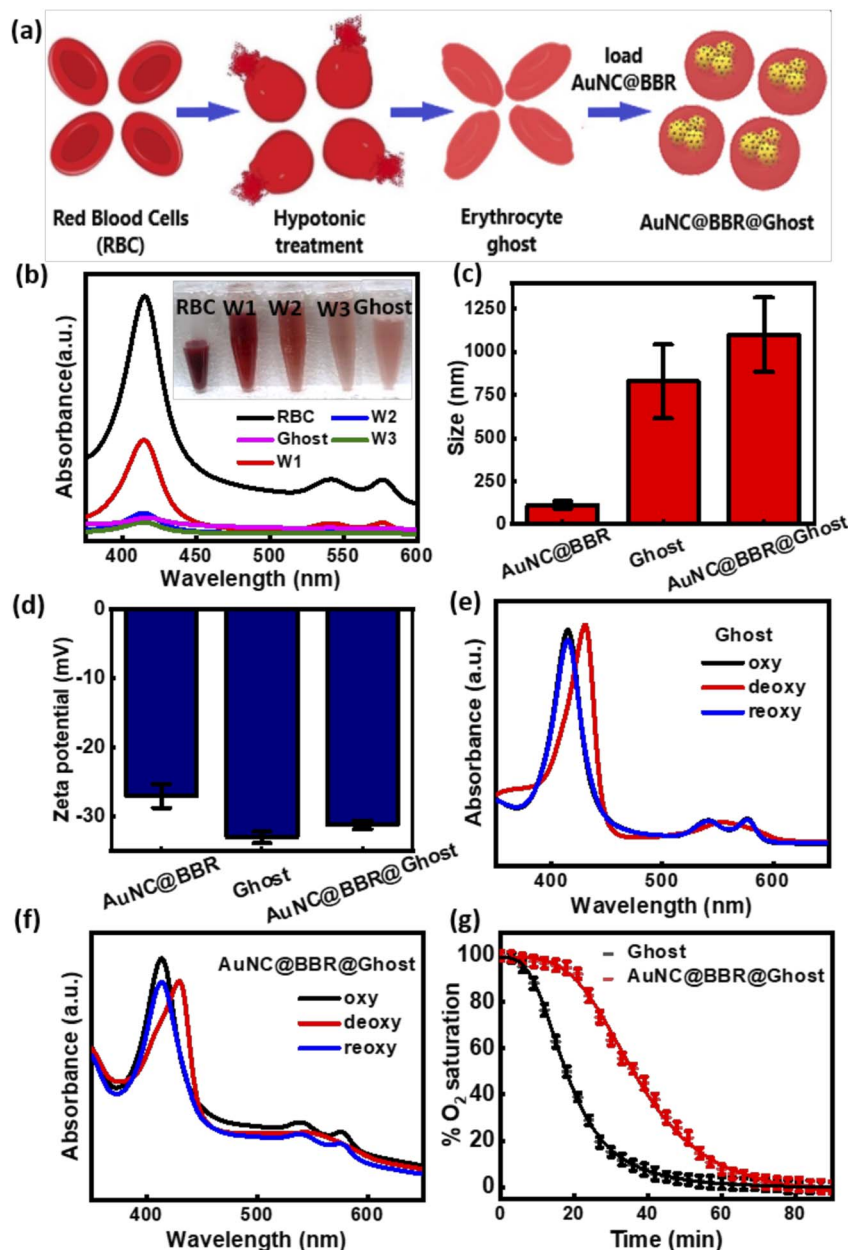 (a)
load
AuNC@BBR
Red Blood Cells
(RBC)
Hypotonic
treatment
Erythrocyte
ghost
AuNC@BBR@Ghost
(b)
Absorbance(a.u.)
RBC W1 W2 W3 Ghost
RBC W2
Ghost W3
W1
400 450 500 550 600
Wavelength (nm)
(c)
Size (nm)
1250
1000
750
500
250
0
AuNC@BBR
Ghost
AuNC@BBR@Ghost
(d)
Zeta potential (mV)
0
-10
-20
-30
AuNC@BBR
Ghost
AuNC@BBR@Ghost
(e)
Absorbance (a.u.)
Ghost
oxy
deoxy
reoxy
400 500 600
Wavelength (nm)
(f)
Absorbance (a.u.)
AuNC@BBR@Ghost
oxy
deoxy
reoxy
400 500 600
Wavelength (nm)
(g)
% O2 saturation
100
80
60
40
20
0
Ghost
AuNC@BBR@Ghost
0 20 40 60 80
Time (min)